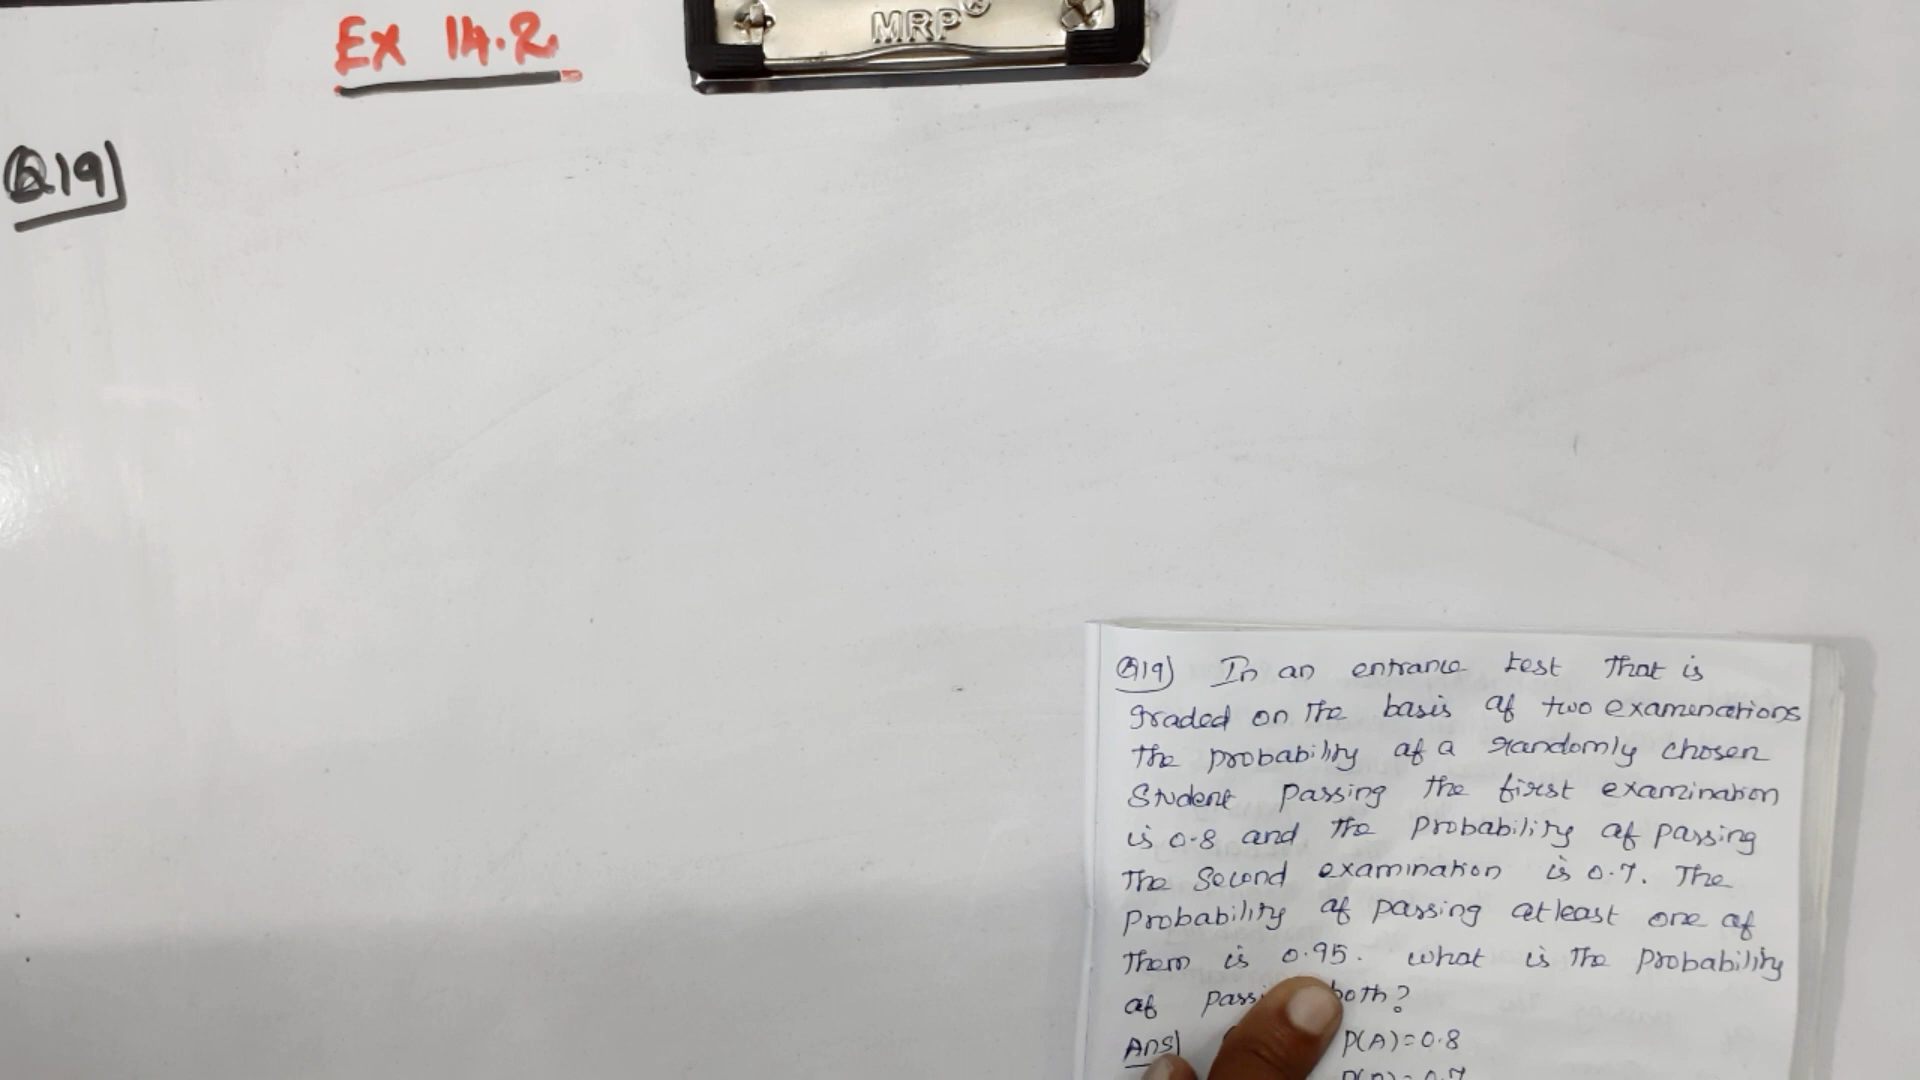 MRP
Ex 14.2
Q19)
Q19) In an entrance test that is
graded on the basis of two examinations
the probability of a randomly chosen
Student passing the first examination
is 0.8 and the probability of passing
The Second examination is 0.7. The
probability of passing atleast one of
Them is 0.95. what is The probability
of both?
Ans) P(A)=0.8